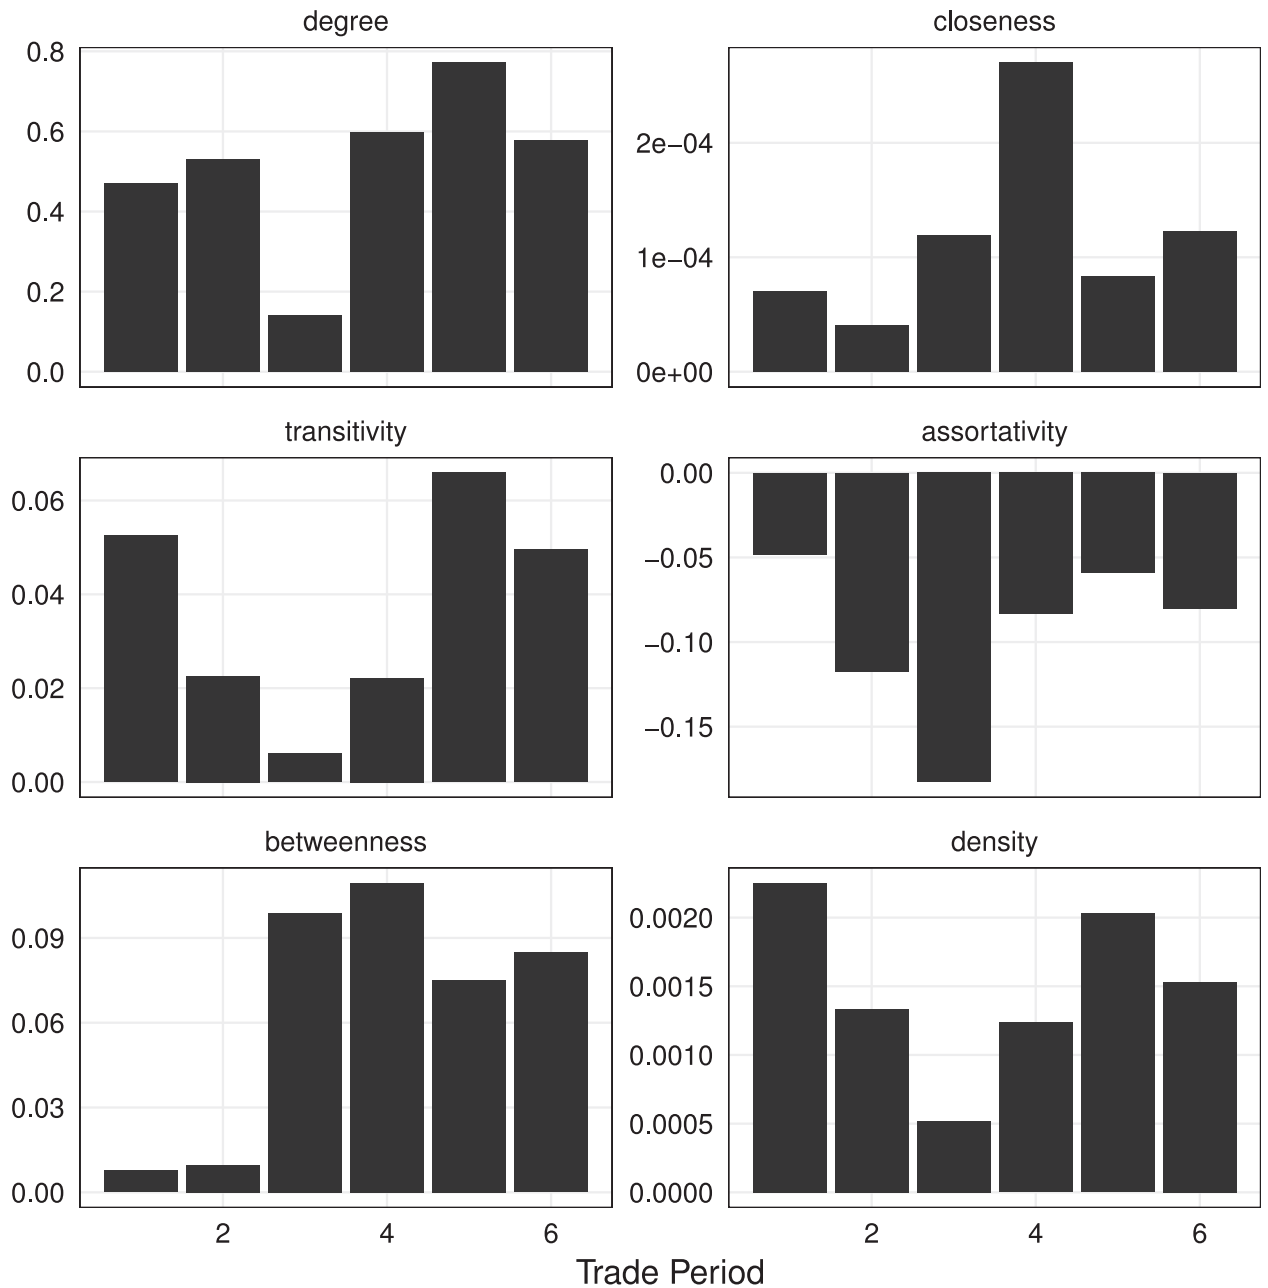 degree
0.8
0.6
0.4
0.2
0.0
closeness
2e−04
1e−04
0e+00
transitivity
0.06
0.04
0.02
0.00
assortativity
0.00
−0.05
−0.10
−0.15
betweenness
0.09
0.06
0.03
0.00
2 4 6
density
0.0020
0.0015
0.0010
0.0005
0.0000
2 4 6
Trade Period